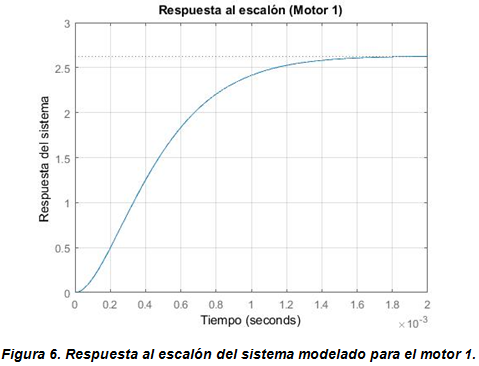 Respuesta al escalón (Motor 1)
3
2.5
2
1.5
1
0.5
0
Respuesta del sistema
0 0.2 0.4 0.6 0.8 1 1.2 1.4 1.6 1.8 2
Tiempo (seconds)
×10⁻³
Figura 6. Respuesta al escalón del sistema modelado para el motor 1.